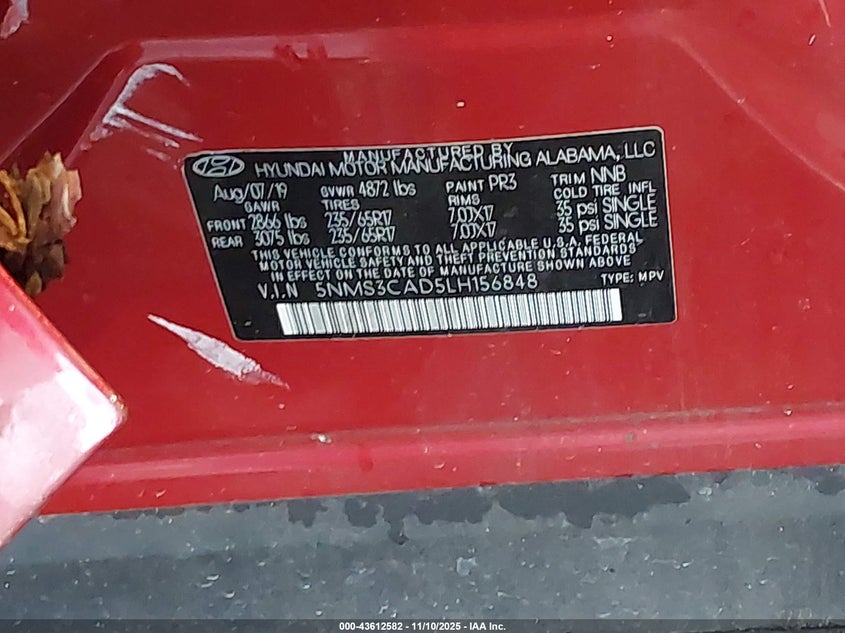 MANUFACTURED BY
HYUNDAI MOTOR MANUFACTURING ALABAMA, LLC
Aug/07/19 GVWR 4872 lbs PAINT PR3 TRIM NNB
GAWR TIRES RIMS COLD TIRE INFL
FRONT 2866 lbs 235/65R17 7.0JX17 35 psi SINGLE
REAR 3075 lbs 235/65R17 7.0JX17 35 psi SINGLE
THIS VEHICLE CONFORMS TO ALL APPLICABLE U.S.A. FEDERAL
MOTOR VEHICLE SAFETY AND THEFT PREVENTION STANDARDS
IN EFFECT ON THE DATE OF MANUFACTURE SHOWN ABOVE
V.I.N 5NMS3CAD5LH156848 TYPE: MPV
000-43612582 - 11/10/2025 - IAA Inc.